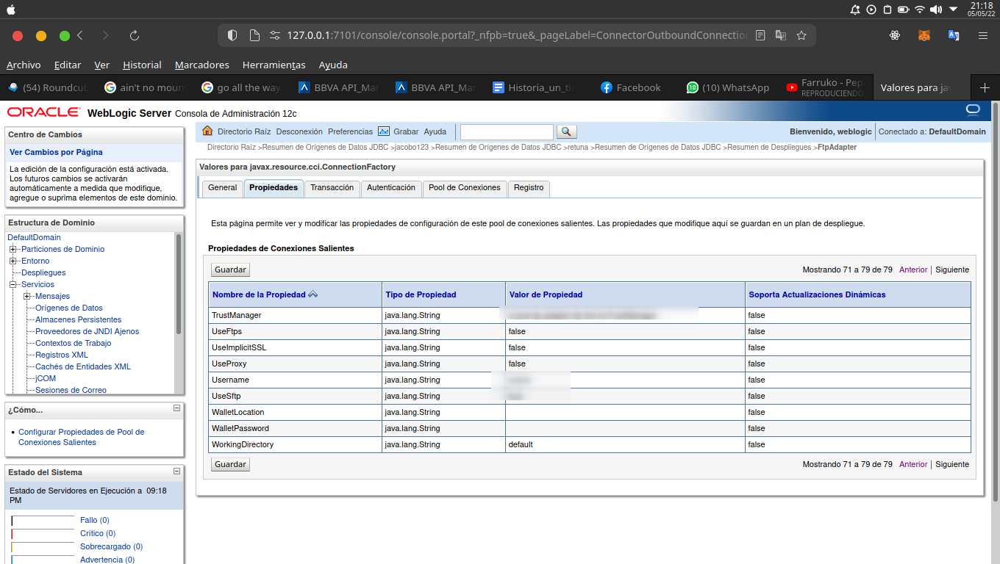 21:18
05/05/22
127.0.0.1:7101/console/console.portal?_nfpb=true&_pageLabel=ConnectorOutboundConnectio
Archivo Editar Ver Historial Marcadores Herramientas Ayuda
(54) Roundcub ain't no moun go all the way BBVA API_Mar BBVA API_Mar Historia_un_ti Facebook (10) WhatsApp Farruko - Pep Valores para ja
REPRODUCIENDO
ORACLE WebLogic Server Consola de Administración 12c
Centro de Cambios
Ver Cambios por Página
La edición de la configuración está activada.
Los futuros cambios se activarán
automáticamente a medida que modifique,
agregue o suprima elementos de este dominio.
Estructura de Dominio
DefaultDomain
Particiones de Dominio
Entorno
Despliegues
Servicios
Mensajes
Orígenes de Datos
Almacenes Persistentes
Proveedores de JNDI Ajenos
Contextos de Trabajo
Registros XML
Cachés de Entidades XML
jCOM
Sesiones de Correo
¿Cómo...
Configurar Propiedades de Pool de
Conexiones Salientes
Estado del Sistema
Estado de Servidores en Ejecución a 09:18
PM
Fallo (0)
Crítico (0)
Sobrecargado (0)
Advertencia (0)
Directorio Raíz Desconexión Preferencias Grabar Ayuda
Bienvenido, weblogic Conectado a: DefaultDomain
Directorio Raíz >Resumen de Orígenes de Datos JDBC >jacobo123 >Resumen de Orígenes de Datos JDBC >retuna >Resumen de Orígenes de Datos JDBC >Resumen de Despliegues >FtpAdapter
Valores para javax.resource.cci.ConnectionFactory
General Propiedades Transacción Autenticación Pool de Conexiones Registro
Esta página permite ver y modificar las propiedades de configuración de este pool de conexiones salientes. Las propiedades que modifique aquí se guardan en un plan de despliegue.
Propiedades de Conexiones Salientes
Guardar Mostrando 71 a 79 de 79 Anterior | Siguiente
Nombre de la Propiedad Tipo de Propiedad Valor de Propiedad Soporta Actualizaciones Dinámicas
TrustManager java.lang.String false
UseFtps java.lang.String false false
UseImplicitSSL java.lang.String false false
UseProxy java.lang.String false false
Username java.lang.String false
UseSftp java.lang.String false
WalletLocation java.lang.String false
WalletPassword java.lang.String false
WorkingDirectory java.lang.String default false
Guardar Mostrando 71 a 79 de 79 Anterior | Siguiente